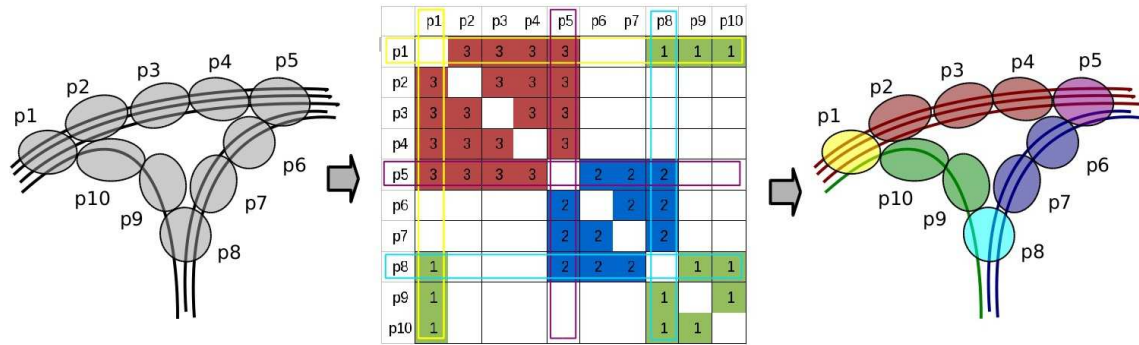 p1
p2
p3
p4
p5
p6
p7
p8
p9
p10
p1 p2 p3 p4 p5 p6 p7 p8 p9 p10
p1 3 3 3 3 1 1 1
p2 3 3 3 3
p3 3 3 3 3
p4 3 3 3 3
p5 3 3 3 3 2 2 2
p6 2 2 2
p7 2 2 2
p8 1 2 2 2 1 1
p9 1 1 1
p10 1 1 1
p1
p2
p3
p4
p5
p6
p7
p8
p9
p10